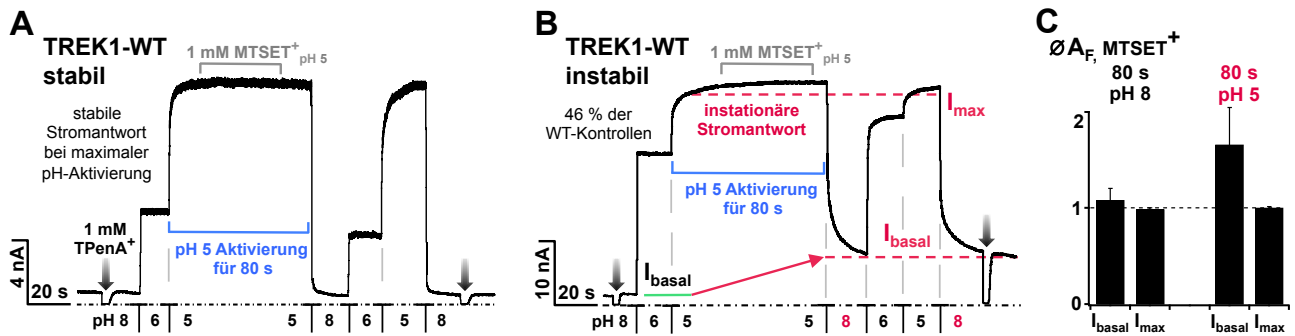 A
TREK1-WT
stabil
1 mM MTSET+ pH 5
stabile
Stromantwort
bei maximaler
pH-Aktivierung
1 mM
TPenA+
pH 5 Aktivierung
für 80 s
4 nA
20 s
pH 8 6 5 5 8 6 5 8
B
TREK1-WT
instabil
1 mM MTSET+ pH 5
46 % der
WT-Kontrollen
instationäre
Stromantwort
Imax
pH 5 Aktivierung
für 80 s
Ibasal
Ibasal
10 nA
20 s
pH 8 6 5 5 8 6 5 8
C
ØAF, MTSET+
80 s
pH 8
80 s
pH 5
2
1
0
Ibasal Imax Ibasal Imax